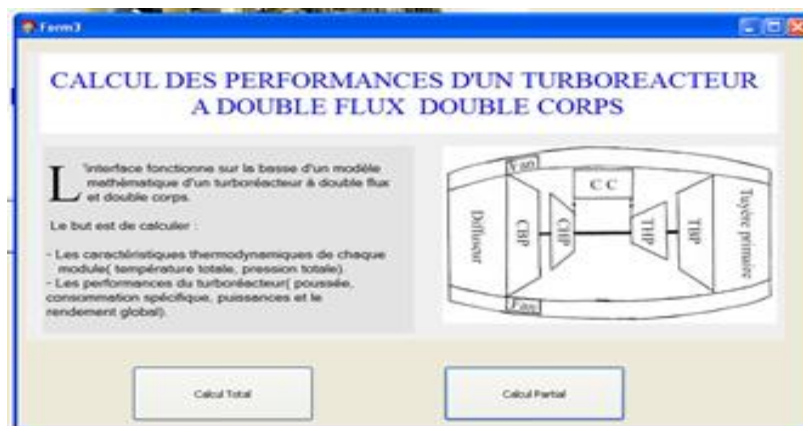 Form3
CALCUL DES PERFORMANCES D'UN TURBOREACTEUR
A DOUBLE FLUX DOUBLE CORPS
L'interface fonctionne sur la basse d'un modèle
mathématique d'un turboréacteur à double flux
et double corps.
Le but est de calculer :
- Les caractéristiques thermodynamiques de chaque
module( température totale, pression totale)
- Les performances du turboréacteur( poussée,
consommation spécifique, puissances et le
rendement global).
Fan
C C
Diffuseur
CBP
CHP
THP
TBP
Tuyère primaire
Fan
Calcul Total
Calcul Partial